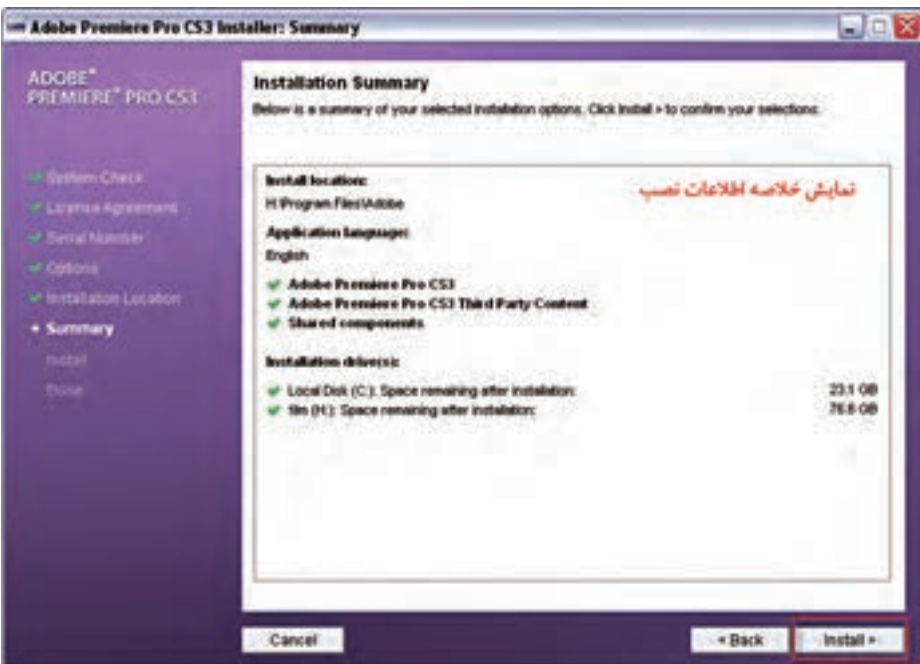 Adobe Premiere Pro CS3 Installer: Summary
ADOBE®
PREMIERE® PRO CS3
System Check
License Agreement
Serial Number
Options
Installation Location
Summary
Install
Done
Installation Summary
Below is a summary of your selected installation options. Click Install > to confirm your selections.
نمایش خلاصه اطلاعات نصب
Install location:
H:\Program Files\Adobe
Application language:
English
Adobe Premiere Pro CS3
Adobe Premiere Pro CS3 Third Party Content
Shared components
Installation drive(s):
Local Disk (C:): Space remaining after installation: 23.1 GB
(H:): Space remaining after installation: 76.8 GB
Cancel
< Back
Install >